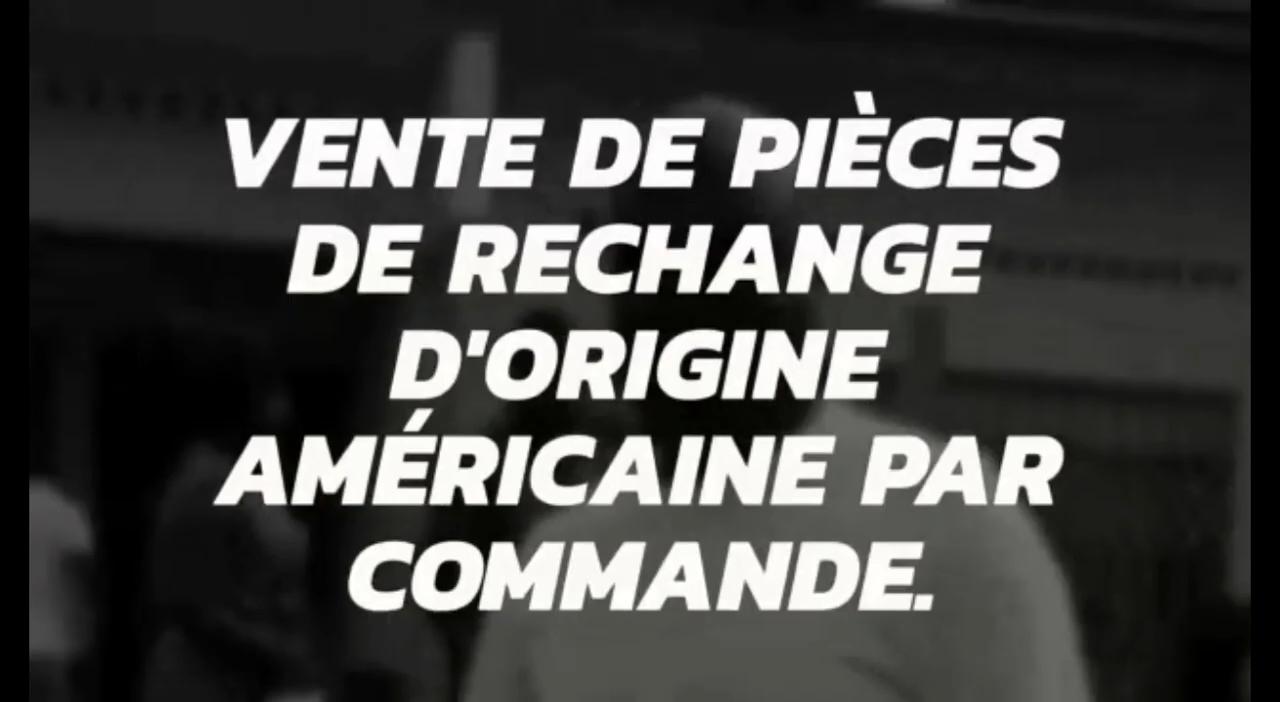 VENTE DE PIÈCES
DE RECHANGE
D'ORIGINE
AMÉRICAINE PAR
COMMANDE.